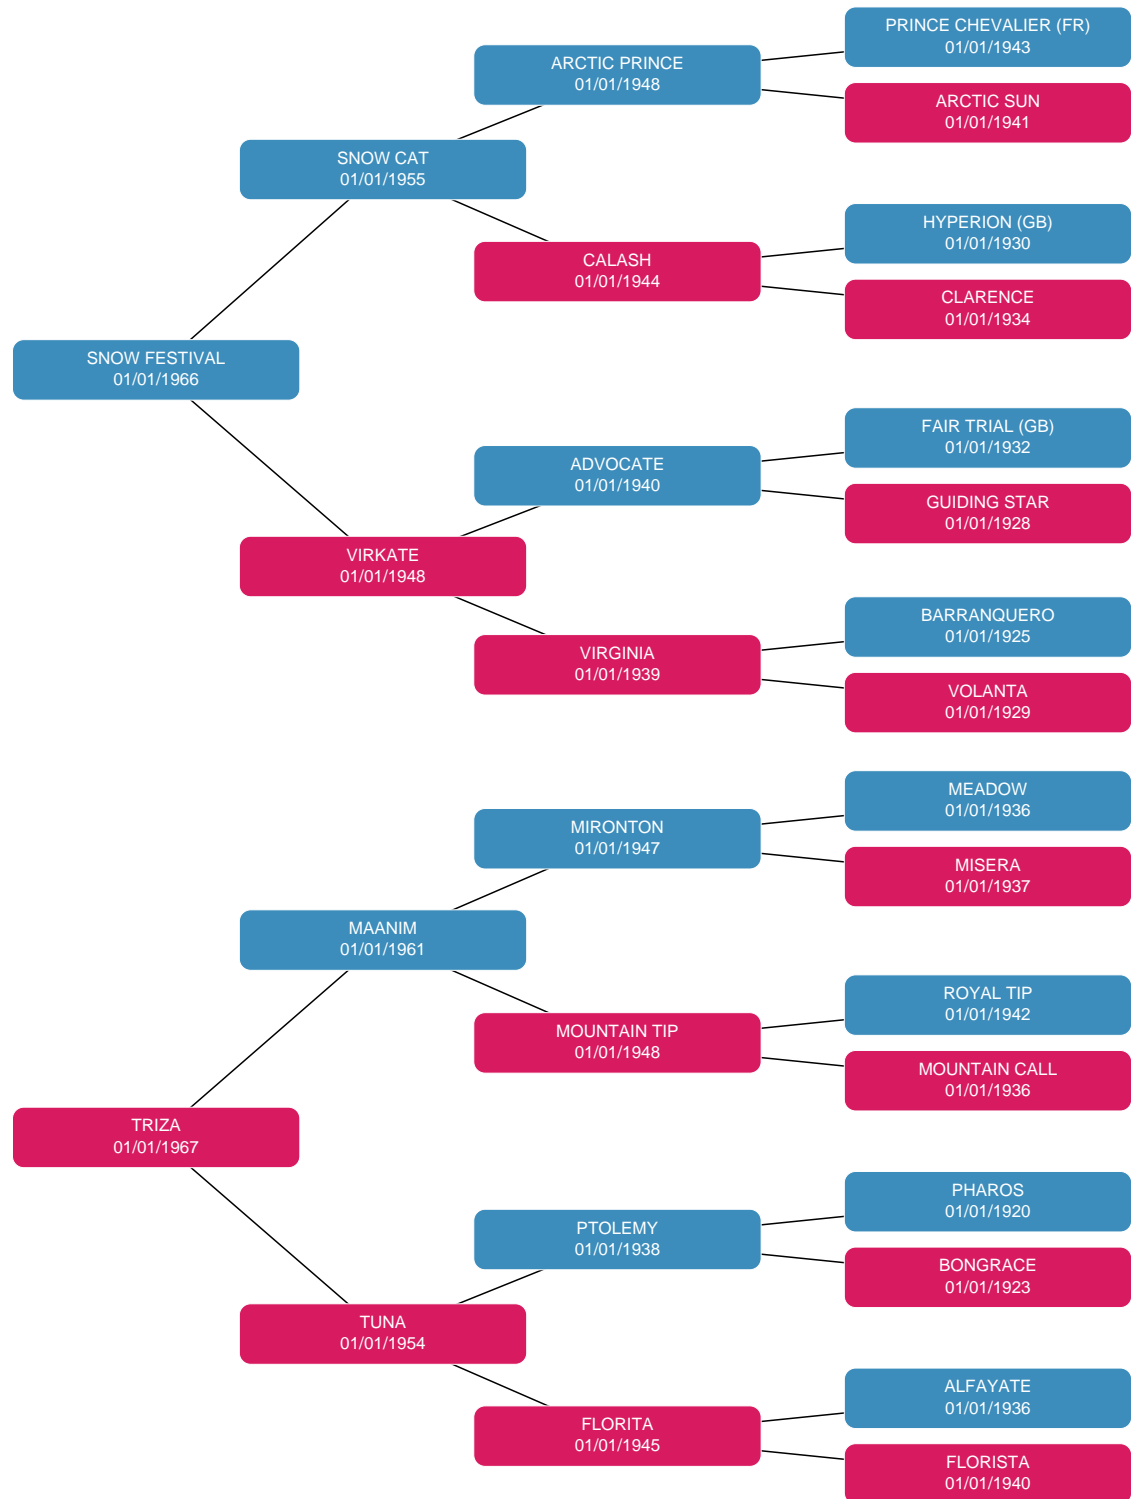 PRINCE CHEVALIER (FR)
01/01/1943
ARCTIC PRINCE
01/01/1948
ARCTIC SUN
01/01/1941
SNOW CAT
01/01/1955
HYPERION (GB)
01/01/1930
CALASH
01/01/1944
CLARENCE
01/01/1934
SNOW FESTIVAL
01/01/1966
FAIR TRIAL (GB)
01/01/1932
ADVOCATE
01/01/1940
GUIDING STAR
01/01/1928
VIRKATE
01/01/1948
BARRANQUERO
01/01/1925
VIRGINIA
01/01/1939
VOLANTA
01/01/1929
MEADOW
01/01/1936
MIRONTON
01/01/1947
MISERA
01/01/1937
MAANIM
01/01/1961
ROYAL TIP
01/01/1942
MOUNTAIN TIP
01/01/1948
MOUNTAIN CALL
01/01/1936
TRIZA
01/01/1967
PHAROS
01/01/1920
PTOLEMY
01/01/1938
BONGRACE
01/01/1923
TUNA
01/01/1954
ALFAYATE
01/01/1936
FLORITA
01/01/1945
FLORISTA
01/01/1940